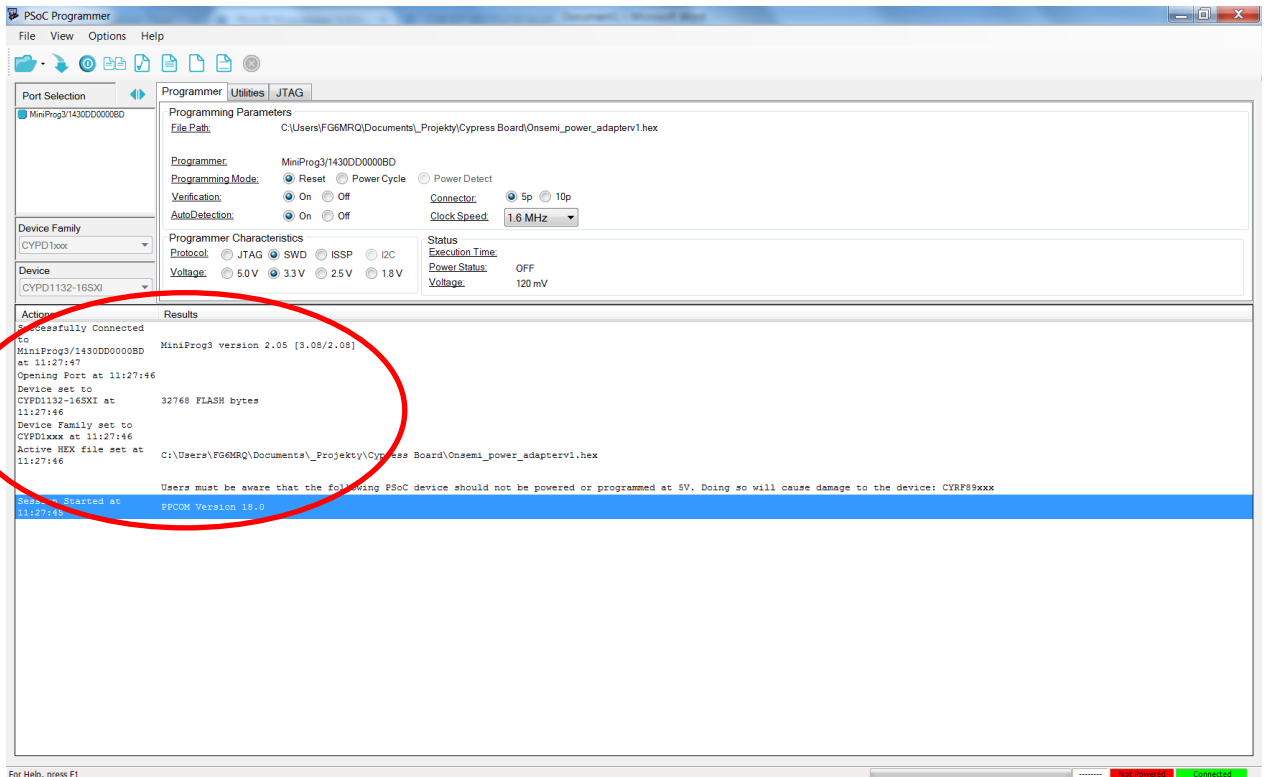 PSoC Programmer
File View Options Help
Port Selection
MiniProg3/1430DD0000BD
Device Family
CYPD1xxx
Device
CYPD1132-16SXI
Programmer Utilities JTAG
Programming Parameters
File Path: C:\Users\FG6MRQ\Documents\_Projekty\Cypress Board\Onsemi_power_adapterv1.hex
Programmer: MiniProg3/1430DD0000BD
Programming Mode: Reset Power Cycle Power Detect
Verification: On Off Connector: 5p 10p
AutoDetection: On Off Clock Speed: 1.6 MHz
Programmer Characteristics
Protocol: JTAG SWD ISSP I2C
Voltage: 5.0 V 3.3 V 2.5 V 1.8 V
Status
Execution Time:
Power Status: OFF
Voltage: 120 mV
Actions Results
Successfully Connected
to
MiniProg3/1430DD0000BD
at 11:27:47
MiniProg3 version 2.05 [3.08/2.08]
Opening Port at 11:27:46
Device set to
CYPD1132-16SXI at
11:27:46
32768 FLASH bytes
Device Family set to
CYPD1xxx at 11:27:46
Active HEX file set at
11:27:46
C:\Users\FG6MRQ\Documents\_Projekty\Cypress Board\Onsemi_power_adapterv1.hex
Users must be aware that the following PSoC device should not be powered or programmed at 5V. Doing so will cause damage to the device: CYRF89xxx
Session Started at
11:27:45
PPCOM Version 18.0
For Help, press F1
Not Powered Connected